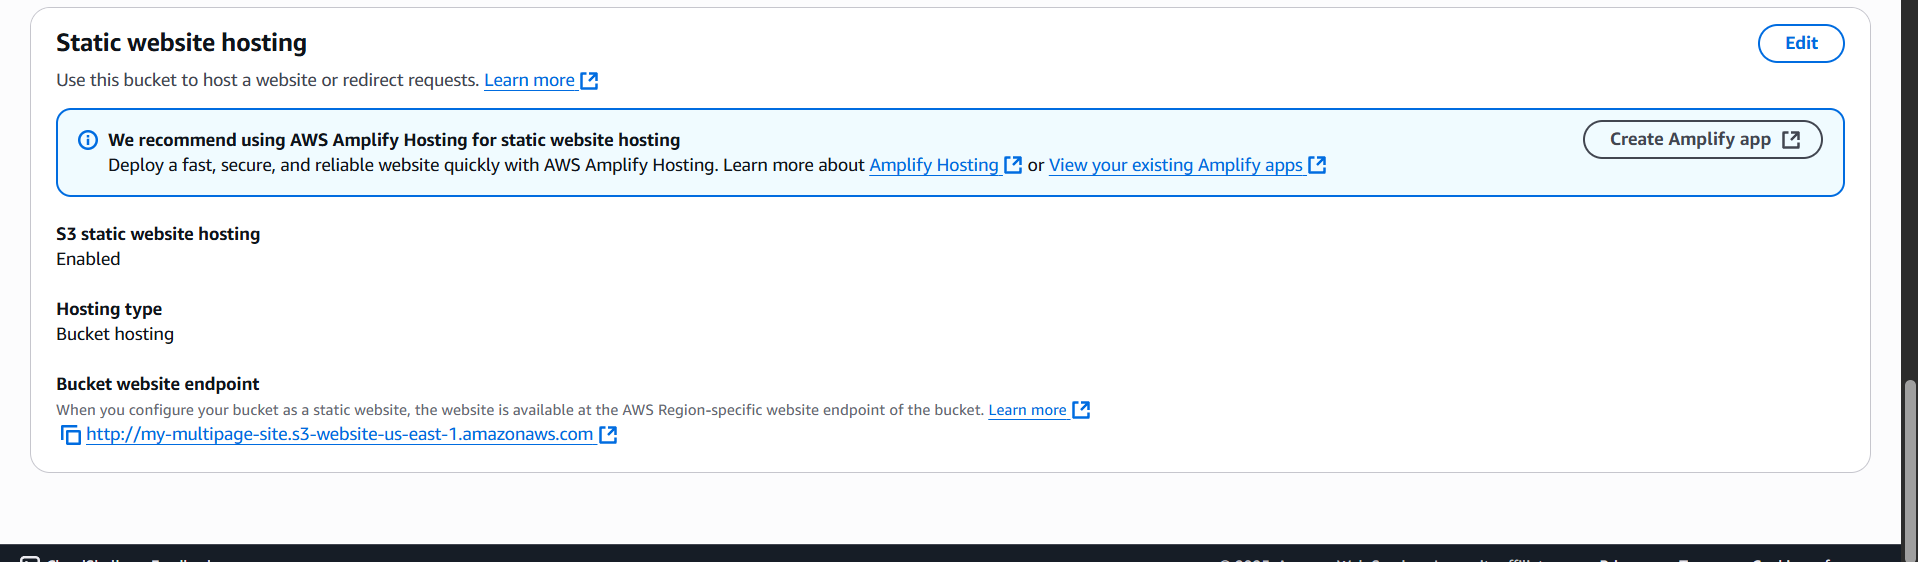 Static website hosting
Edit
Use this bucket to host a website or redirect requests. Learn more
We recommend using AWS Amplify Hosting for static website hosting
Create Amplify app
Deploy a fast, secure, and reliable website quickly with AWS Amplify Hosting. Learn more about Amplify Hosting or View your existing Amplify apps
S3 static website hosting
Enabled
Hosting type
Bucket hosting
Bucket website endpoint
When you configure your bucket as a static website, the website is available at the AWS Region-specific website endpoint of the bucket. Learn more
http://my-multipage-site.s3-website-us-east-1.amazonaws.com